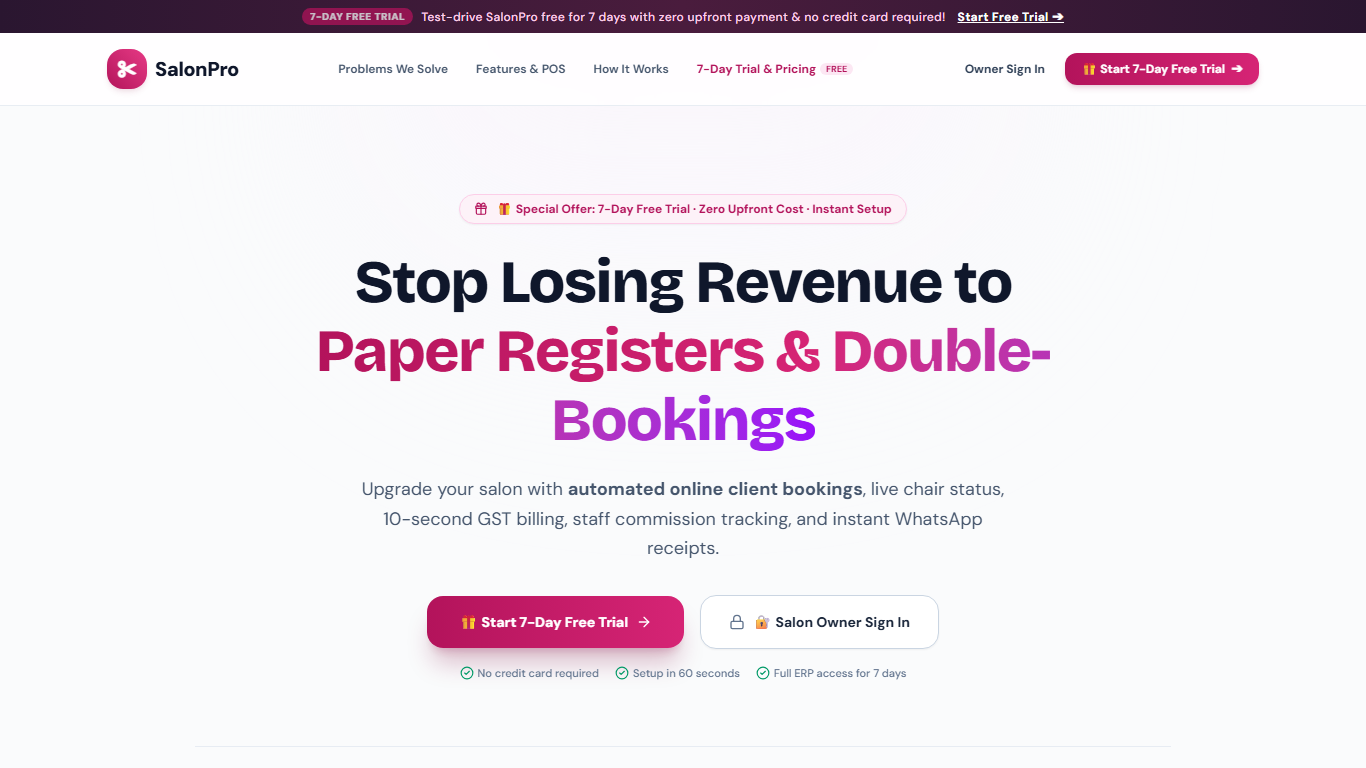 7-DAY FREE TRIAL Test-drive SalonPro free for 7 days with zero upfront payment & no credit card required! Start Free Trial ➔
SalonPro
Problems We Solve
Features & POS
How It Works
7-Day Trial & Pricing FREE
Owner Sign In
🎁 Start 7-Day Free Trial ➔
🎁 Special Offer: 7-Day Free Trial · Zero Upfront Cost · Instant Setup
Stop Losing Revenue to
Paper Registers & Double-
Bookings
Upgrade your salon with automated online client bookings, live chair status,
10-second GST billing, staff commission tracking, and instant WhatsApp
receipts.
🎁 Start 7-Day Free Trial →
🔐 Salon Owner Sign In
No credit card required
Setup in 60 seconds
Full ERP access for 7 days